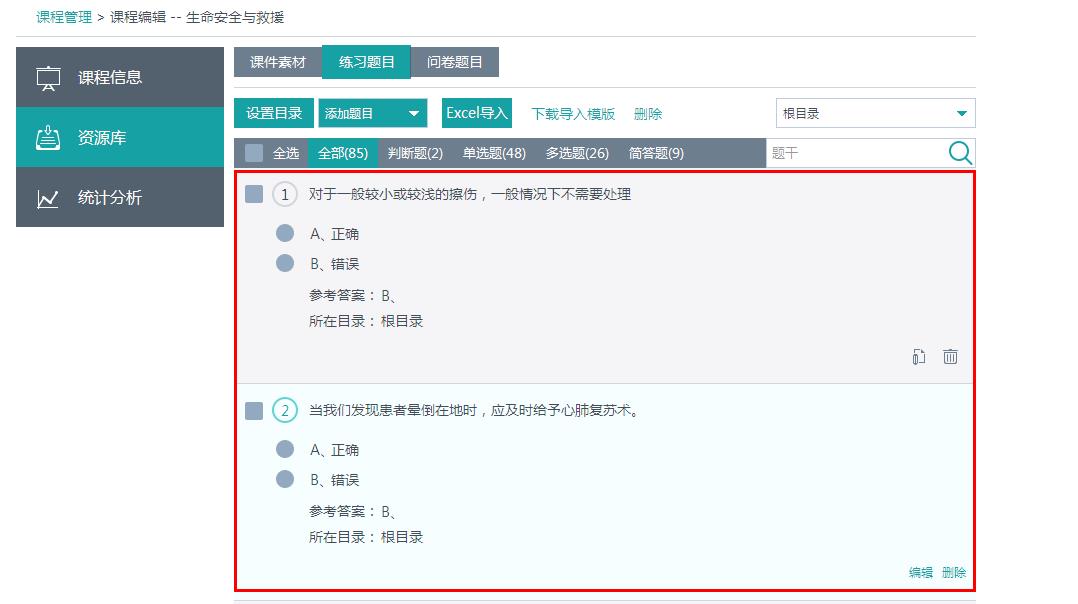 课程管理 > 课程编辑 -- 生命安全与救援
课程信息
资源库
统计分析
课件素材 练习题目 问卷题目
设置目录 添加题目 Excel导入 下载导入模版 删除 根目录
全选 全部(85) 判断题(2) 单选题(48) 多选题(26) 简答题(9) 题干
1 对于一般较小或较浅的擦伤，一般情况下不需要处理
A、正确
B、错误
参考答案： B、
所在目录： 根目录
2 当我们发现患者晕倒在地时，应及时给予心肺复苏术。
A、正确
B、错误
参考答案： B、
所在目录： 根目录
编辑 删除